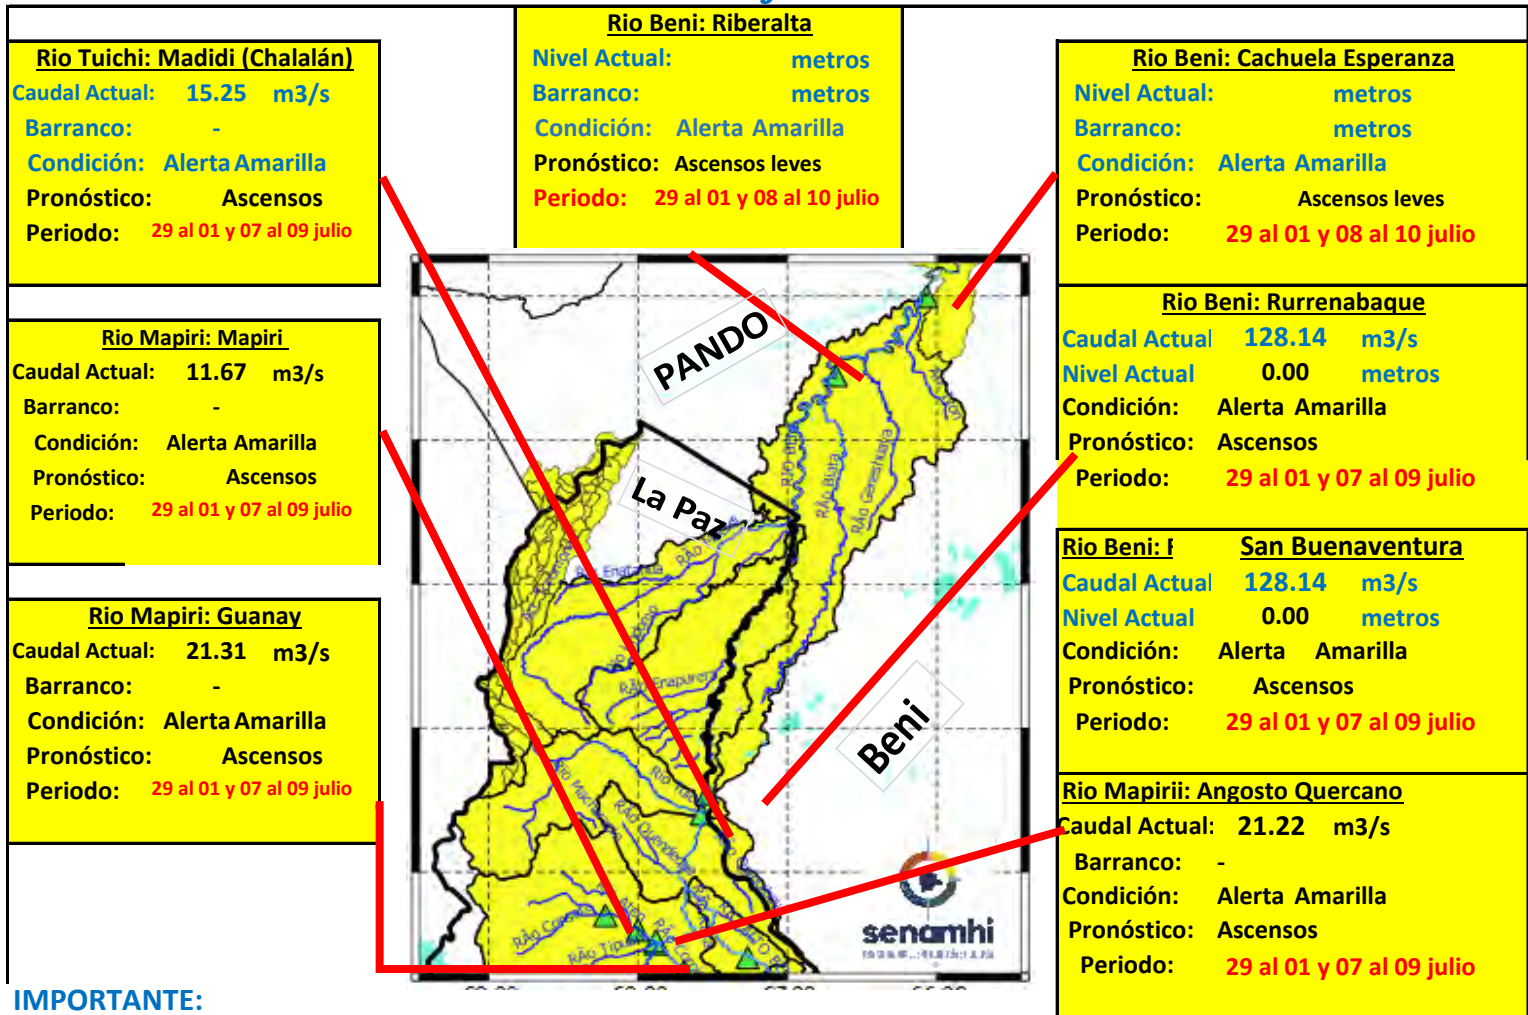 Rio Tuichi: Madidi (Chalalán)
Caudal Actual: 15.25 m3/s
Barranco: -
Condición: Alerta Amarilla
Pronóstico: Ascensos
Periodo: 29 al 01 y 07 al 09 julio
Rio Mapiri: Mapiri
Caudal Actual: 11.67 m3/s
Barranco: -
Condición: Alerta Amarilla
Pronóstico: Ascensos
Periodo: 29 al 01 y 07 al 09 julio
Rio Mapiri: Guanay
Caudal Actual: 21.31 m3/s
Barranco: -
Condición: Alerta Amarilla
Pronóstico: Ascensos
Periodo: 29 al 01 y 07 al 09 julio
Rio Beni: Riberalta
Nivel Actual: metros
Barranco: metros
Condición: Alerta Amarilla
Pronóstico: Ascensos leves
Periodo: 29 al 01 y 08 al 10 julio
PANDO
La Paz
Beni
RÃo Biata
RÃo Geneshuaya
RÃo Enapurera
senamhi
Rio Beni: Cachuela Esperanza
Nivel Actual: metros
Barranco: metros
Condición: Alerta Amarilla
Pronóstico: Ascensos leves
Periodo: 29 al 01 y 08 al 10 julio
Rio Beni: Rurrenabaque
Caudal Actual 128.14 m3/s
Nivel Actual 0.00 metros
Condición: Alerta Amarilla
Pronóstico: Ascensos
Periodo: 29 al 01 y 07 al 09 julio
Rio Beni: San Buenaventura
Caudal Actual 128.14 m3/s
Nivel Actual 0.00 metros
Condición: Alerta Amarilla
Pronóstico: Ascensos
Periodo: 29 al 01 y 07 al 09 julio
Rio Mapirii: Angosto Quercano
Caudal Actual: 21.22 m3/s
Barranco: -
Condición: Alerta Amarilla
Pronóstico: Ascensos
Periodo: 29 al 01 y 07 al 09 julio
IMPORTANTE: